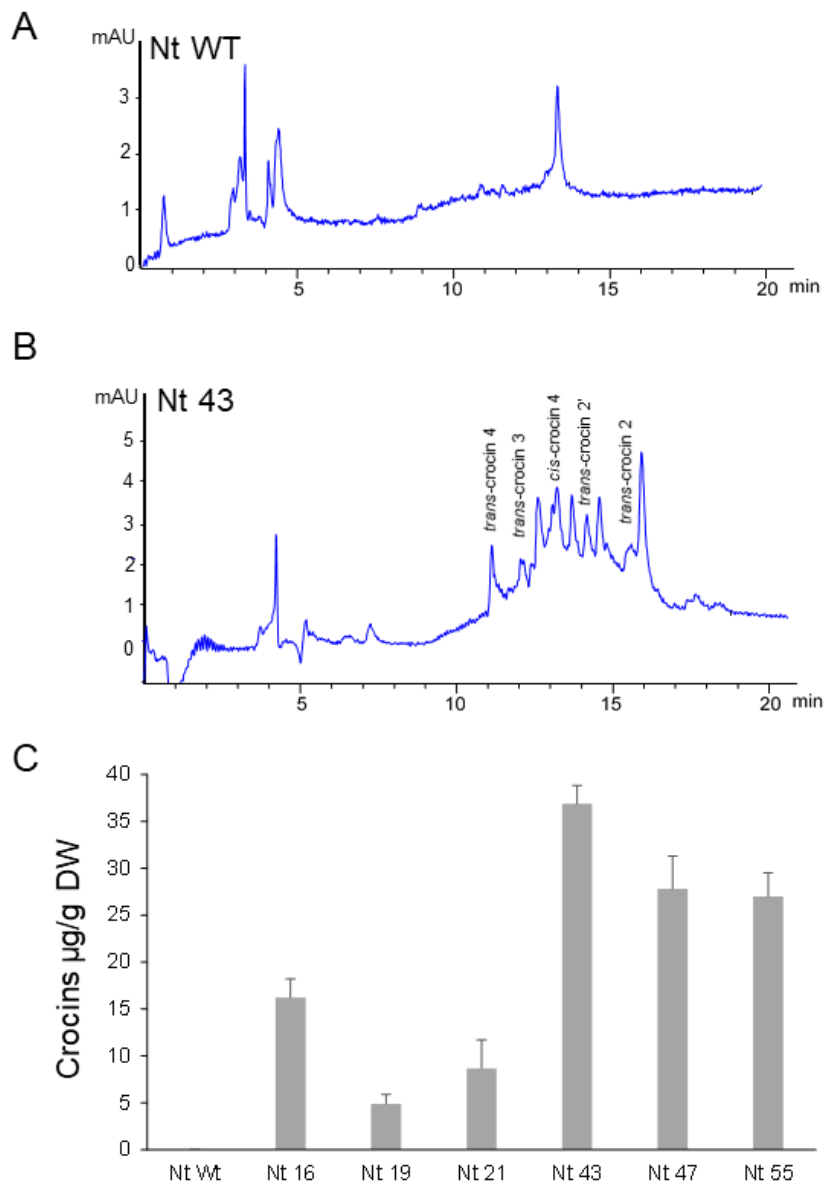 A
mAU
Nt WT
3
2
1
0
5 10 15 20 min
B
mAU
Nt 43
trans-crocin 4
trans-crocin 3
cis-crocin 4
trans-crocin 2'
trans-crocin 2
5
4
3
2
1
0
5 10 15 20 min
C
Crocins µg/g DW
40
35
30
25
20
15
10
5
0
Nt Wt Nt 16 Nt 19 Nt 21 Nt 43 Nt 47 Nt 55